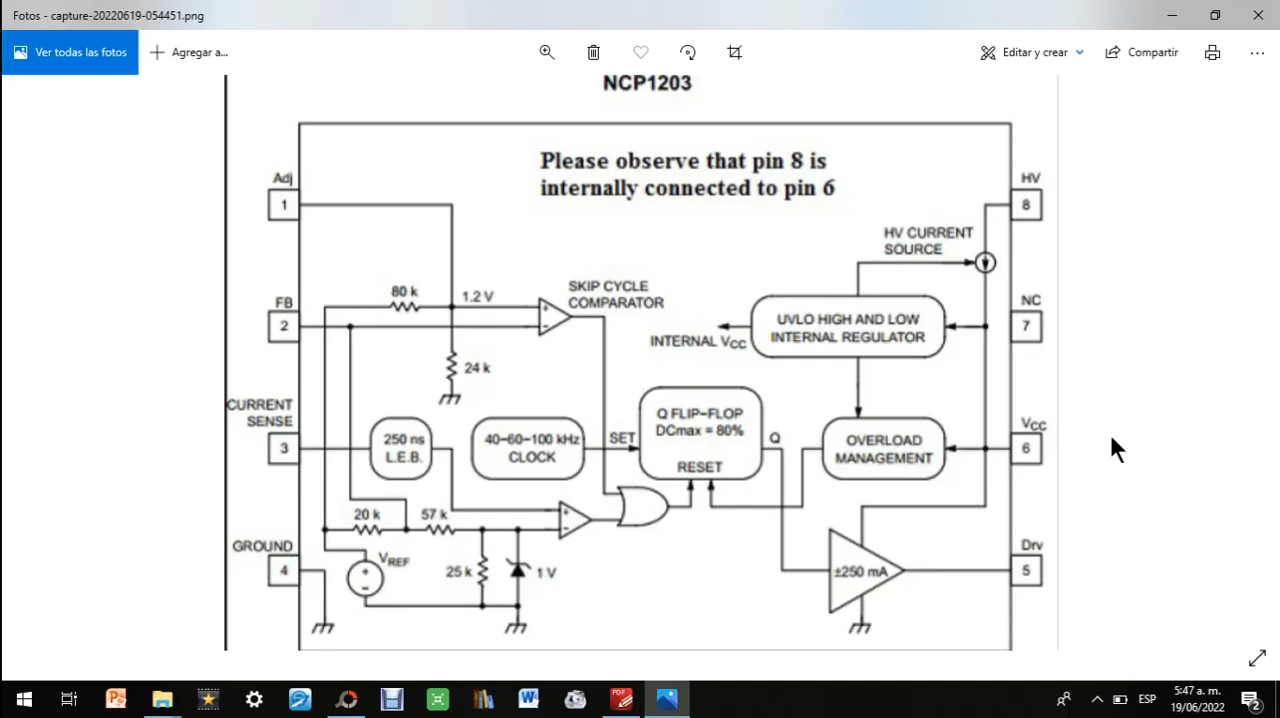 Fotos - capture-20220619-054451.png
Ver todas las fotos
Agregar a...
Editar y crear
Compartir
NCP1203
Please observe that pin 8 is
internally connected to pin 6
Adj
1
HV
8
HV CURRENT
SOURCE
80 k
1.2 V
SKIP CYCLE
COMPARATOR
FB
2
NC
7
UVLO HIGH AND LOW
INTERNAL REGULATOR
INTERNAL VCC
24 k
CURRENT
SENSE
3
250 ns
L.E.B.
40-60-100 kHz
CLOCK
SET
Q FLIP-FLOP
DCmax = 80%
RESET
Q
OVERLOAD
MANAGEMENT
VCC
6
20 k
57 k
GROUND
4
VREF
25 k
1 V
±250 mA
Drv
5
PDF
ESP
5:47 a. m.
19/06/2022
2